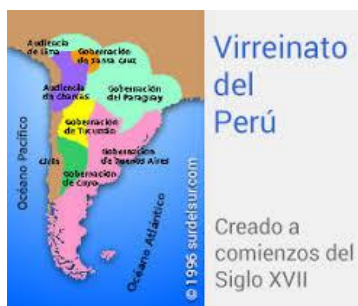 Audiencia
de Lima
Gobernación
de Santa Cruz
Audiencia
de Charcas
Gobernación
del Paraguay
Gobernación
de Tucumán
Chile
Gobernación
de Buenos Aires
Gobernación
de Cuyo
Océano Pacífico
Océano Atlántico
© 1996 surdelsur.com
Virreinato
del
Perú
Creado a
comienzos del
Siglo XVII